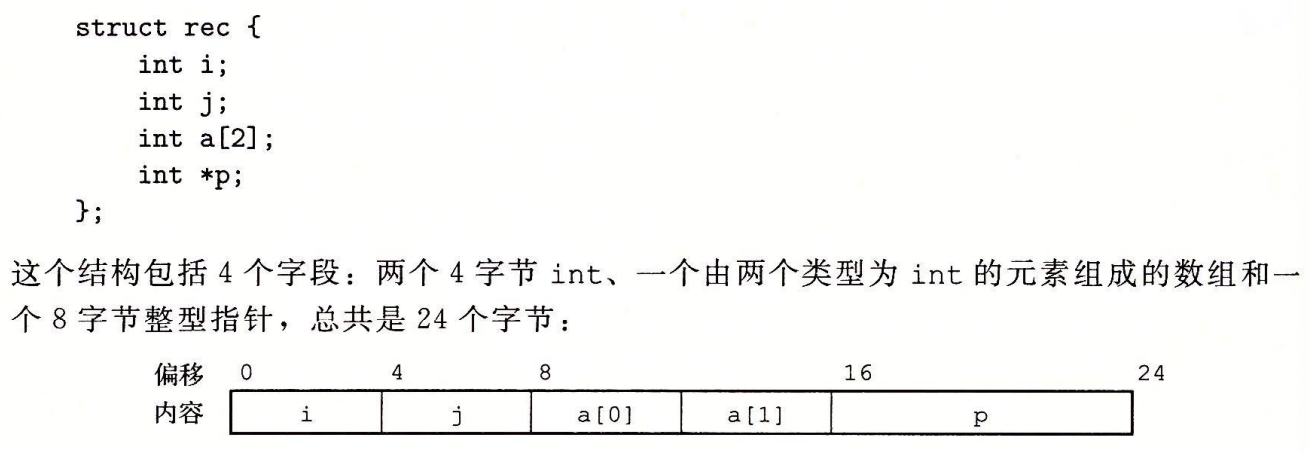 struct rec {
int i;
int j;
int a[2];
int *p;
};
这个结构包括 4 个字段：两个 4 字节 int、一个由两个类型为 int 的元素组成的数组和一
个 8 字节整型指针，总共是 24 个字节：
偏移 0 4 8 16 24
内容 i j a[0] a[1] p